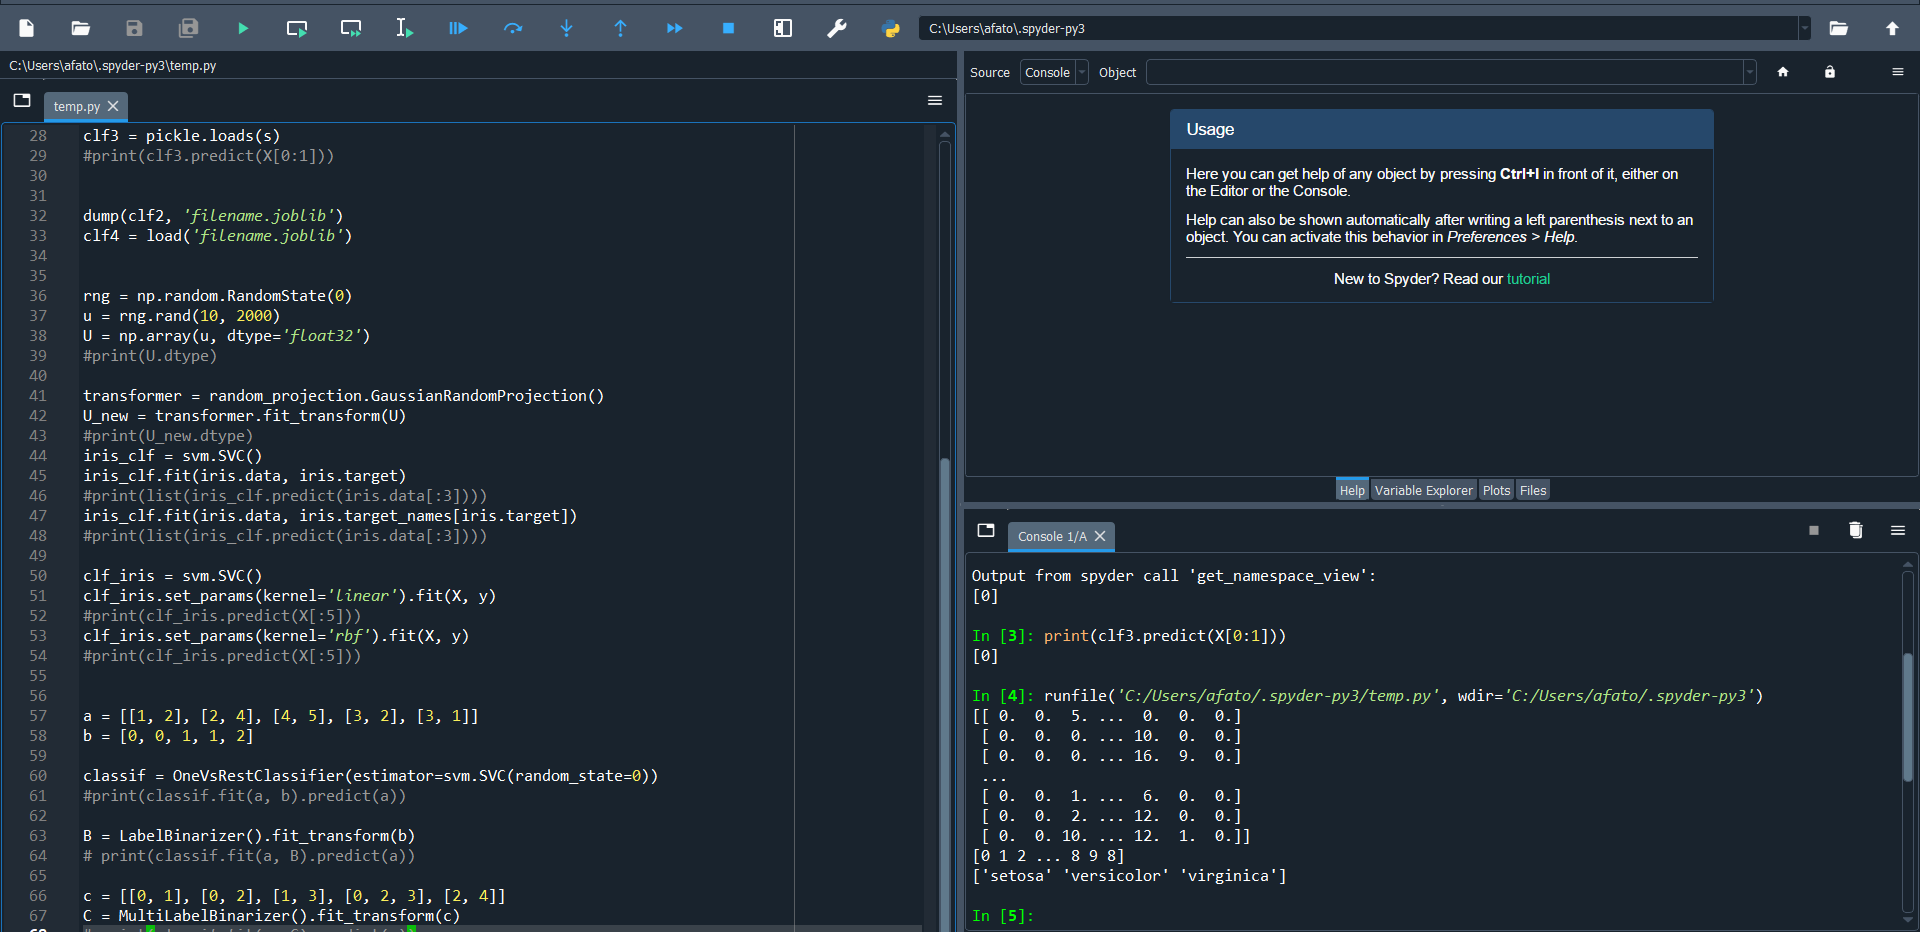 C:\Users\afato\.spyder-py3
C:\Users\afato\.spyder-py3\temp.py
temp.py
28 clf3 = pickle.loads(s)
29 #print(clf3.predict(X[0:1]))
30
31
32 dump(clf2, 'filename.joblib')
33 clf4 = load('filename.joblib')
34
35
36 rng = np.random.RandomState(0)
37 u = rng.rand(10, 2000)
38 U = np.array(u, dtype='float32')
39 #print(U.dtype)
40
41 transformer = random_projection.GaussianRandomProjection()
42 U_new = transformer.fit_transform(U)
43 #print(U_new.dtype)
44 iris_clf = svm.SVC()
45 iris_clf.fit(iris.data, iris.target)
46 #print(list(iris_clf.predict(iris.data[:3])))
47 iris_clf.fit(iris.data, iris.target_names[iris.target])
48 #print(list(iris_clf.predict(iris.data[:3])))
49
50 clf_iris = svm.SVC()
51 clf_iris.set_params(kernel='linear').fit(X, y)
52 #print(clf_iris.predict(X[:5]))
53 clf_iris.set_params(kernel='rbf').fit(X, y)
54 #print(clf_iris.predict(X[:5]))
55
56
57 a = [[1, 2], [2, 4], [4, 5], [3, 2], [3, 1]]
58 b = [0, 0, 1, 1, 2]
59
60 classif = OneVsRestClassifier(estimator=svm.SVC(random_state=0))
61 #print(classif.fit(a, b).predict(a))
62
63 B = LabelBinarizer().fit_transform(b)
64 # print(classif.fit(a, B).predict(a))
65
66 c = [[0, 1], [0, 2], [1, 3], [0, 2, 3], [2, 4]]
67 C = MultiLabelBinarizer().fit_transform(c)
Source Console Object
Usage
Here you can get help of any object by pressing Ctrl+I in front of it, either on
the Editor or the Console.
Help can also be shown automatically after writing a left parenthesis next to an
object. You can activate this behavior in Preferences > Help.
New to Spyder? Read our tutorial
Help Variable Explorer Plots Files
Console 1/A
Output from spyder call 'get_namespace_view':
[0]
In [3]: print(clf3.predict(X[0:1]))
[0]
In [4]: runfile('C:/Users/afato/.spyder-py3/temp.py', wdir='C:/Users/afato/.spyder-py3')
[[ 0.  0.  5. ...  0.  0.  0.]
 [ 0.  0.  0. ... 10.  0.  0.]
 [ 0.  0.  0. ... 16.  9.  0.]
 ...
 [ 0.  0.  1. ...  6.  0.  0.]
 [ 0.  0.  2. ... 12.  0.  0.]
 [ 0.  0. 10. ... 12.  1.  0.]]
[0 1 2 ... 8 9 8]
['setosa' 'versicolor' 'virginica']
In [5]: